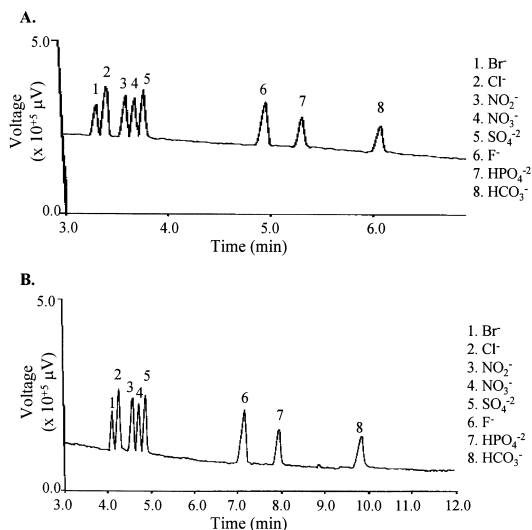 A.
5.0
Voltage
(x 10⁺⁵ µV)
0.0
1 2 3 4 5 6 7 8
3.0 4.0 5.0 6.0
Time (min)
1. Br⁻
2. Cl⁻
3. NO₂⁻
4. NO₃⁻
5. SO₄⁻²
6. F⁻
7. HPO₄⁻²
8. HCO₃⁻
B.
5.0
Voltage
(x 10⁻⁵ µV)
0.0
1 2 3 4 5 6 7 8
3.0 4.0 5.0 6.0 7.0 8.0 9.0 10.0 11.0 12.0
Time (min)
1. Br⁻
2. Cl⁻
3. NO₂⁻
4. NO₃⁻
5. SO₄⁻²
6. F⁻
7. HPO₄⁻²
8. HCO₃⁻